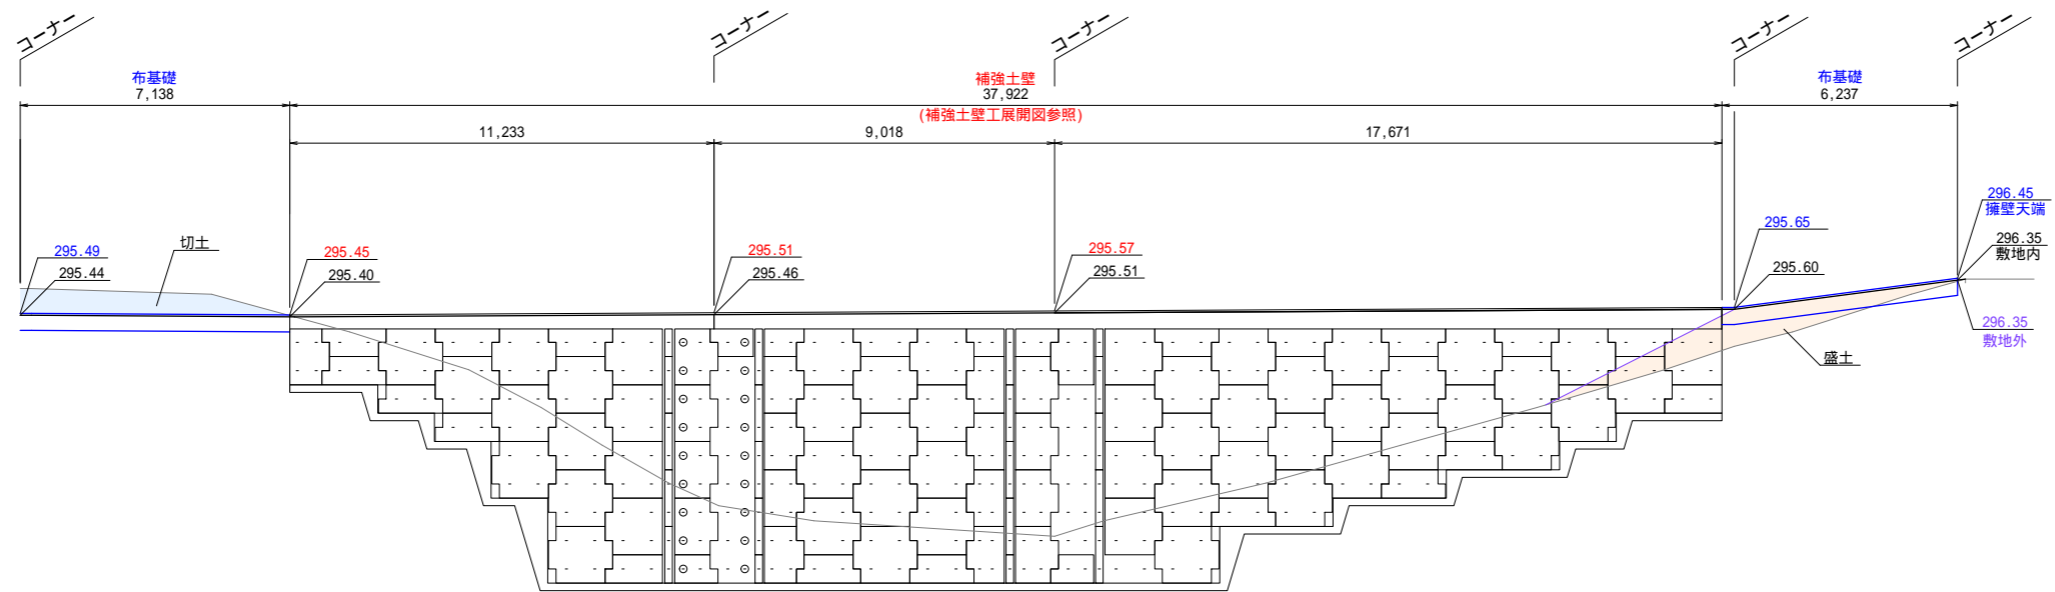 コーナー
コーナー
コーナー
コーナー
コーナー
布基礎
7,138
補強土壁
37,922
(補強土壁工展開図参照)
布基礎
6,237
11,233
9,018
17,671
295.49
295.44
切土
295.45
295.40
295.51
295.46
295.57
295.51
295.65
295.60
296.45
擁壁天端
296.35
敷地内
296.35
敷地外
盛土